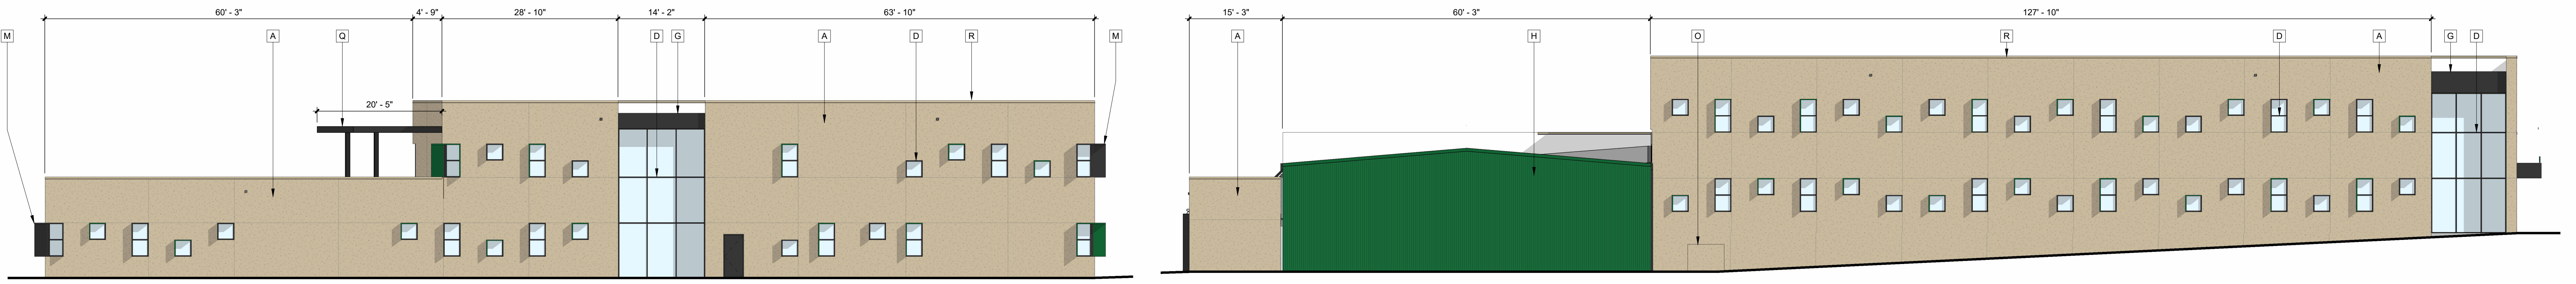 60' - 3" 4' - 9" 28' - 10" 14' - 2" 63' - 10" 15' - 3" 60' - 3" 127' - 10"
M A Q D G A D R M A H O R D A G D
20' - 5"